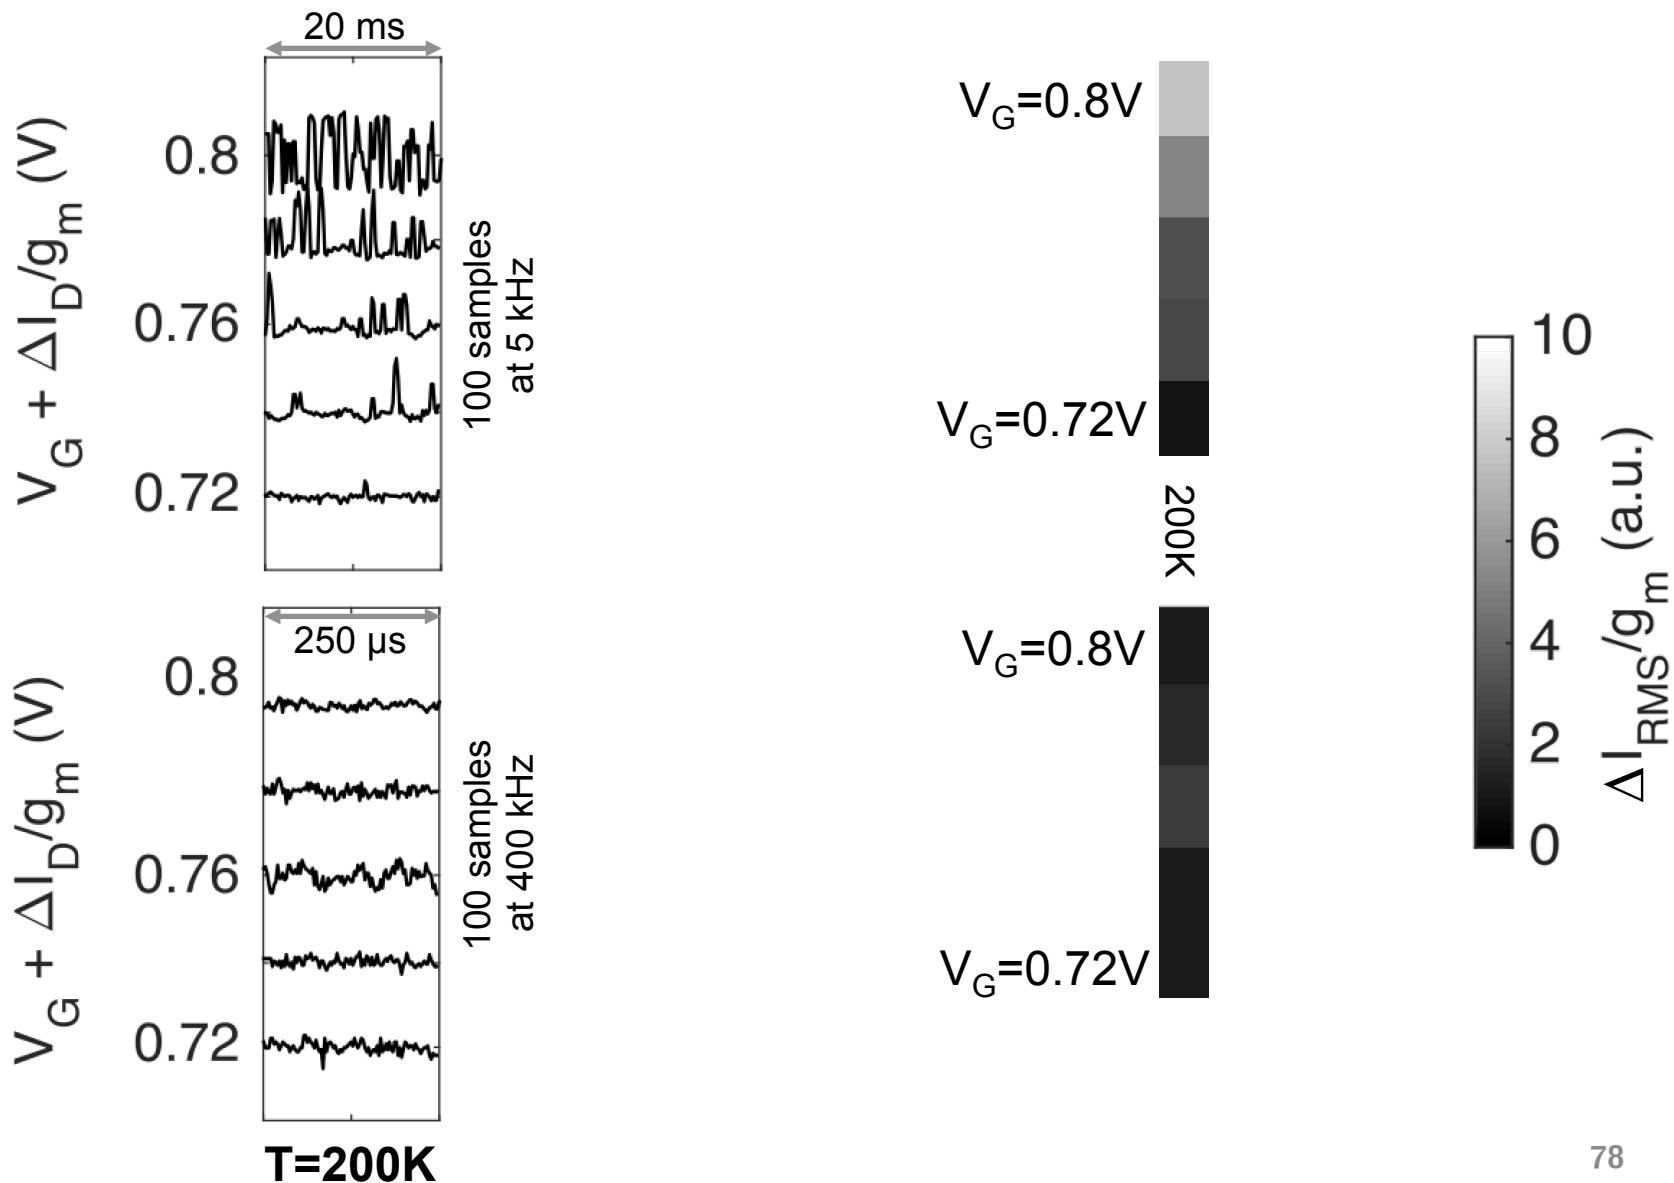 20 ms
V_G + ΔI_D/g_m (V)
0.8
0.76
0.72
100 samples
at 5 kHz
V_G=0.8V
V_G=0.72V
200K
250 µs
V_G + ΔI_D/g_m (V)
0.8
0.76
0.72
100 samples
at 400 kHz
T=200K
V_G=0.8V
V_G=0.72V
10
8
6
4
2
0
ΔI_RMS/g_m (a.u.)
78